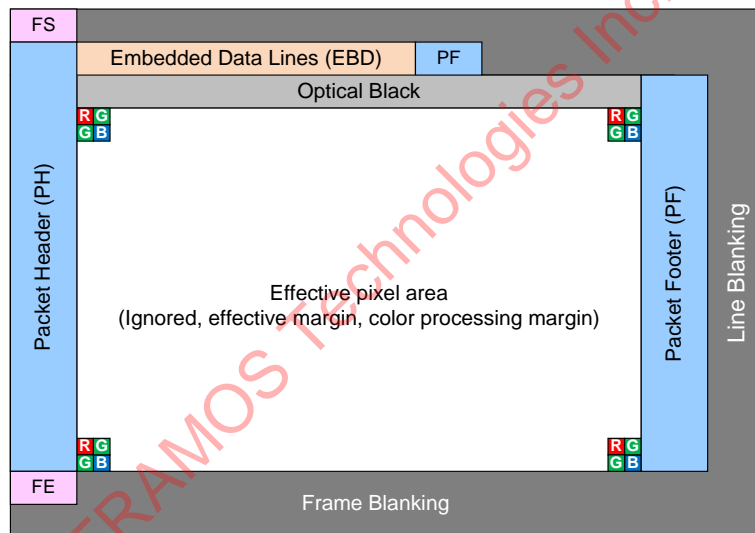 FS
Embedded Data Lines (EBD)
PF
Optical Black
R G
G B
R G
G B
Packet Header (PH)
Effective pixel area
(Ignored, effective margin, color processing margin)
Packet Footer (PF)
Line Blanking
R G
G B
R G
G B
FE
Frame Blanking
FRAMOS Technologies Inc